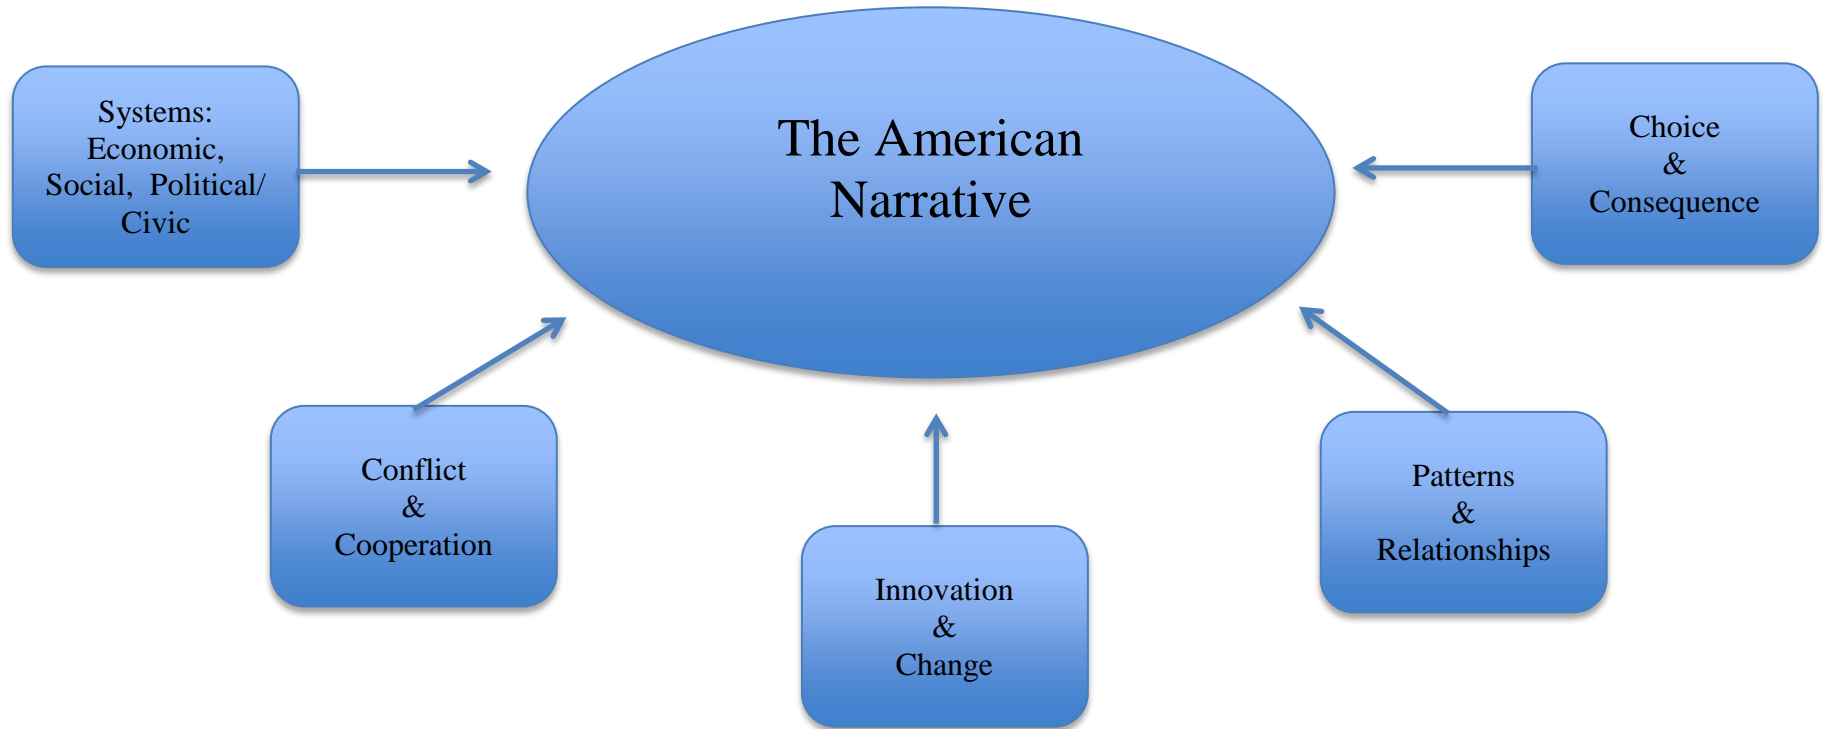 The American
Narrative
Systems:
Economic,
Social, Political/
Civic
Choice
&
Consequence
Conflict
&
Cooperation
Innovation
&
Change
Patterns
&
Relationships